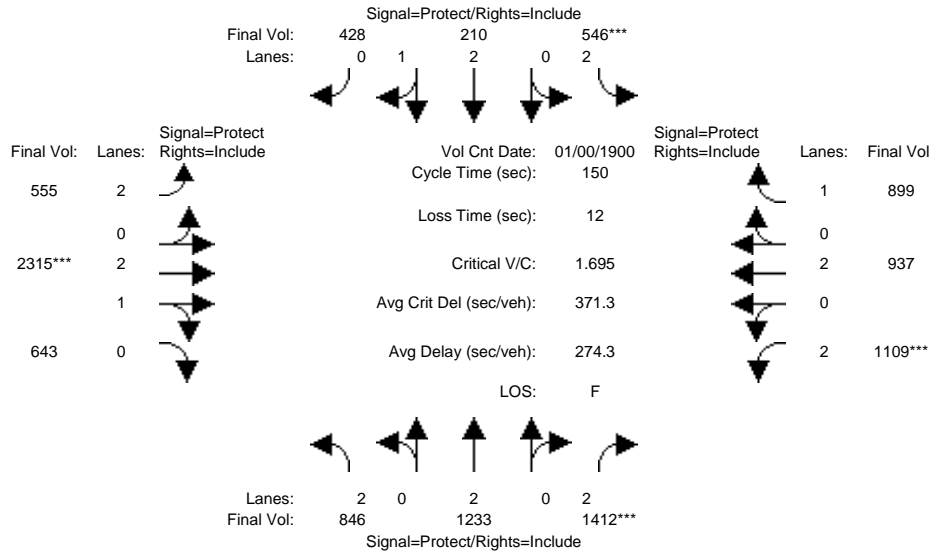 Signal=Protect/Rights=Include
Final Vol: 428 210 546***
Lanes: 0 1 2 0 2
Signal=Protect
Final Vol: Lanes: Rights=Include
Vol Cnt Date: 01/00/1900
Signal=Protect
Rights=Include Lanes: Final Vol
Cycle Time (sec): 150
555 2
1 899
Loss Time (sec): 12
0
0
2315*** 2
Critical V/C: 1.695
2 937
1
Avg Crit Del (sec/veh): 371.3
0
643 0
Avg Delay (sec/veh): 274.3
2 1109***
LOS: F
Lanes: 2 0 2 0 2
Final Vol: 846 1233 1412***
Signal=Protect/Rights=Include